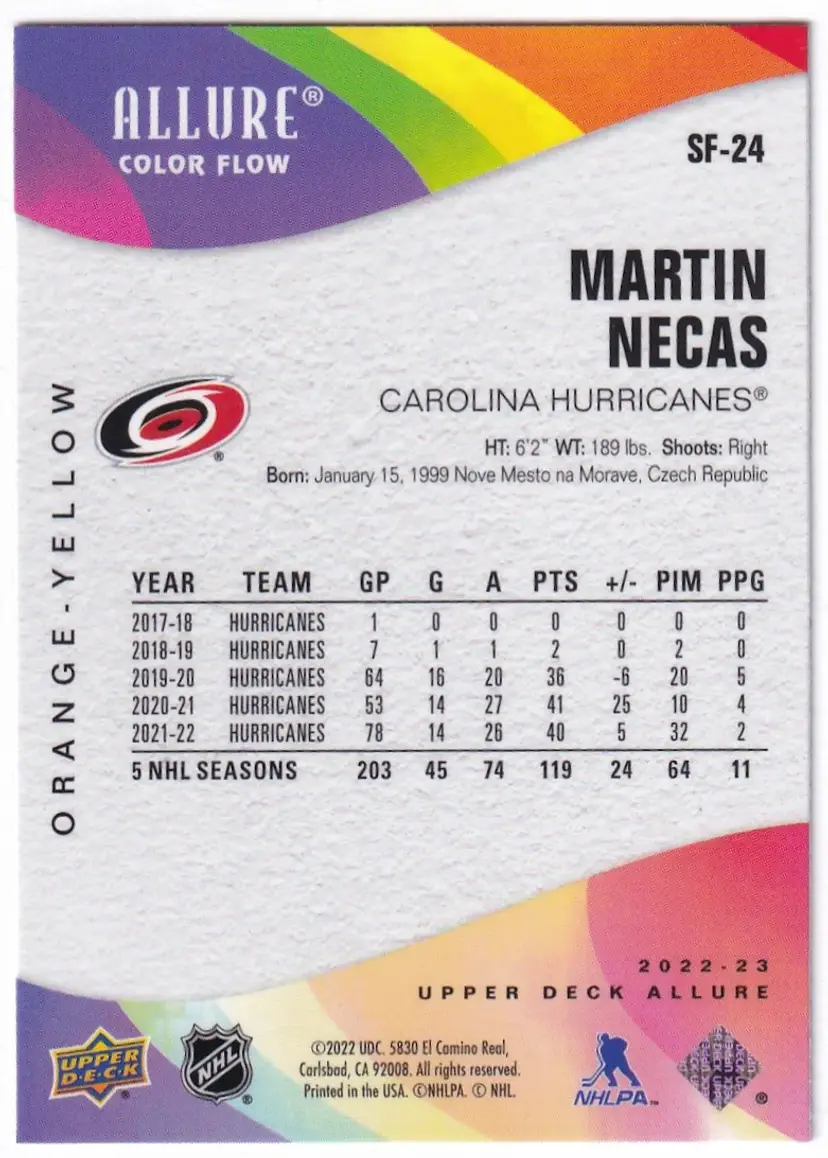 ALLURE®
COLOR FLOW
SF-24
MARTIN
NECAS
CAROLINA HURRICANES®
®
HT: 6'2" WT: 189 lbs. Shoots: Right
Born: January 15, 1999 Nove Mesto na Morave, Czech Republic
ORANGE-YELLOW
YEAR TEAM GP G A PTS +/- PIM PPG
2017-18 HURRICANES 1 0 0 0 0 0 0
2018-19 HURRICANES 7 1 1 2 0 2 0
2019-20 HURRICANES 64 16 20 36 -6 20 5
2020-21 HURRICANES 53 14 27 41 25 10 4
2021-22 HURRICANES 78 14 26 40 5 32 2
5 NHL SEASONS 203 45 74 119 24 64 11
2022-23
UPPER DECK ALLURE
UPPER
D·E·C·K
®
NHL
®
©2022 UDC. 5830 El Camino Real,
Carlsbad, CA 92008. All rights reserved.
Printed in the USA. ©NHLPA. © NHL.
NHLPA™
®